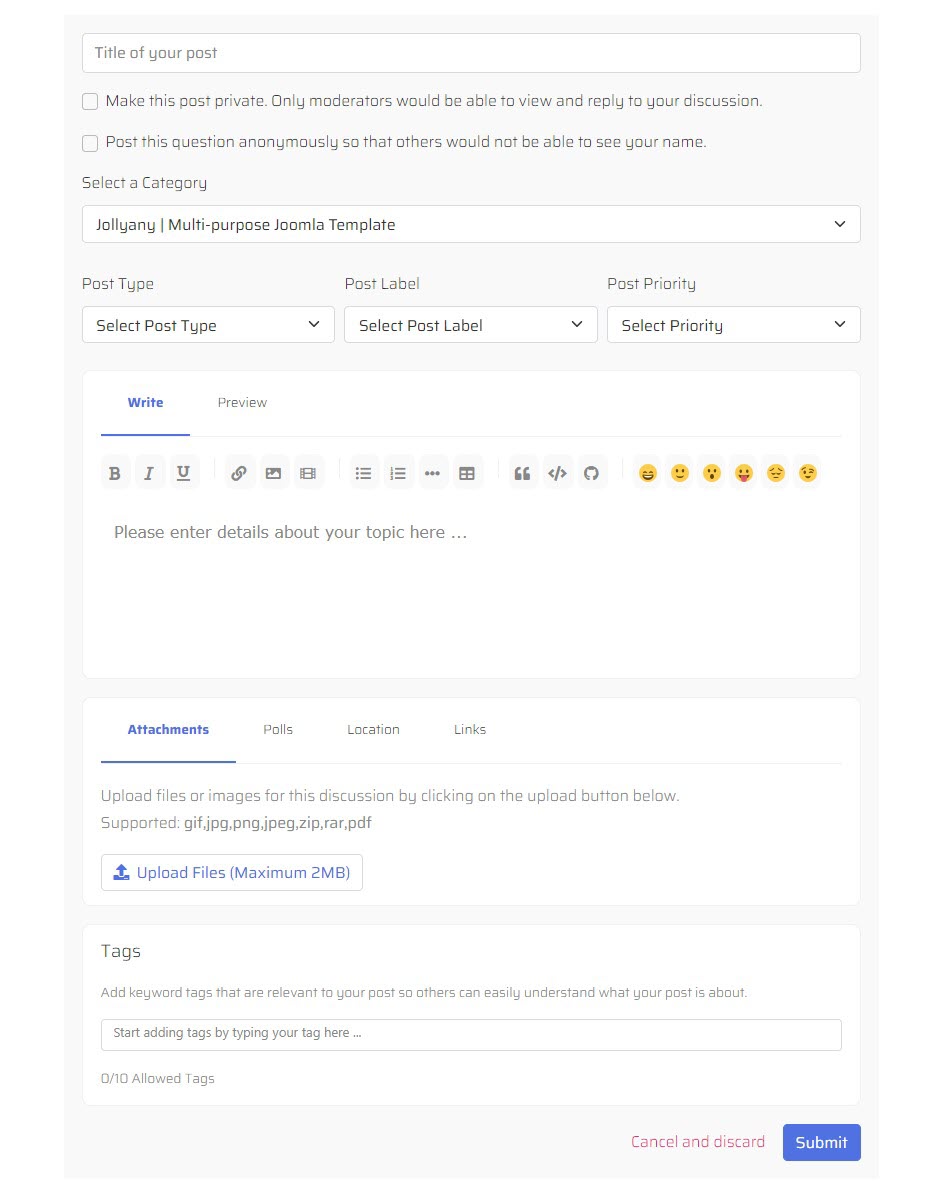 Title of your post
Make this post private. Only moderators would be able to view and reply to your discussion.
Post this question anonymously so that others would not be able to see your name.
Select a Category
Jollyany | Multi-purpose Joomla Template
Post Type Post Label Post Priority
Select Post Type Select Post Label Select Priority
Write Preview
B I U
Please enter details about your topic here ...
Attachments Polls Location Links
Upload files or images for this discussion by clicking on the upload button below.
Supported: gif,jpg,png,jpeg,zip,rar,pdf
Upload Files (Maximum 2MB)
Tags
Add keyword tags that are relevant to your post so others can easily understand what your post is about.
Start adding tags by typing your tag here ...
0/10 Allowed Tags
Cancel and discard Submit